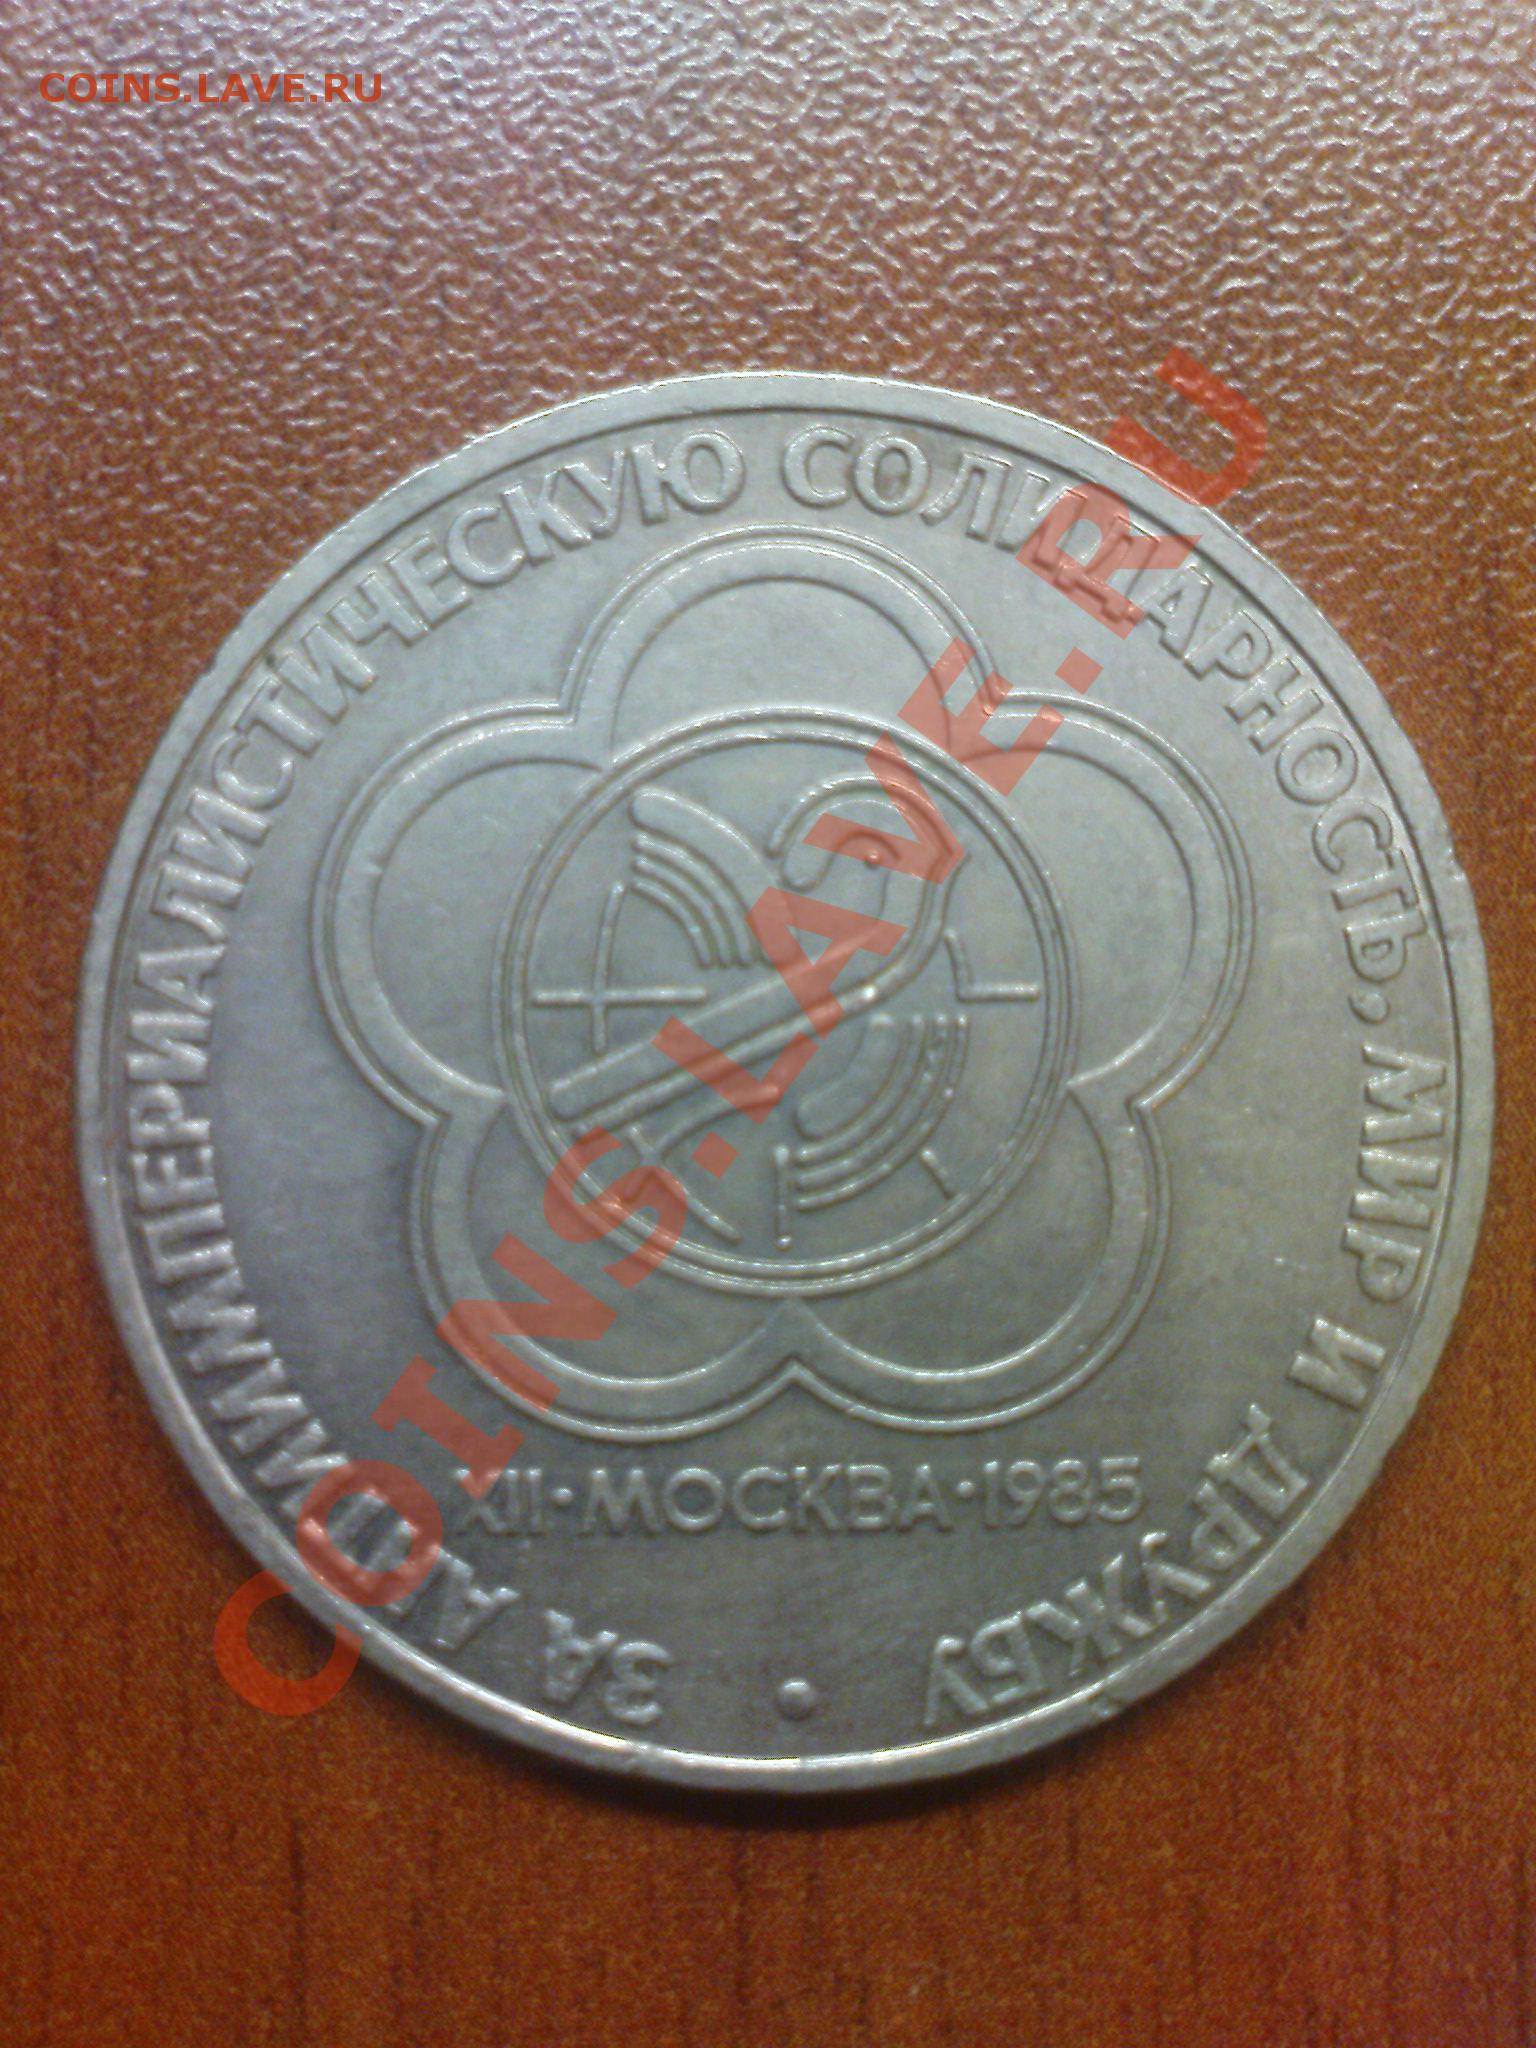 COINS.LAVE.RU
ЗА АНТИИМПЕРИАЛИСТИЧЕСКУЮ СОЛИДАРНОСТЬ, МИР И ДРУЖБУ
XII·МОСКВА·1985
COINS.LAVE.RU